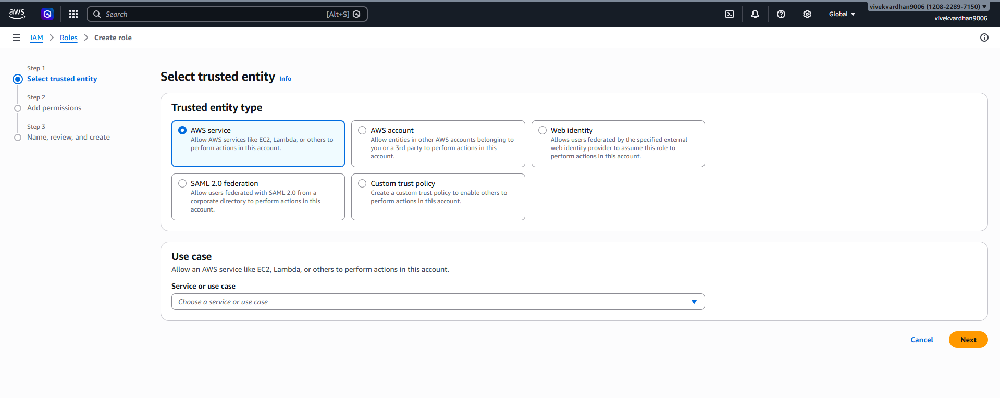 aws
Search
[Alt+S]
Global
vivekvardhan9006 (1208-2289-7150)
vivekvardhan9006
IAM
Roles
Create role
Step 1
Select trusted entity
Step 2
Add permissions
Step 3
Name, review, and create
Select trusted entity Info
Trusted entity type
AWS service
Allow AWS services like EC2, Lambda, or others to
perform actions in this account.
AWS account
Allow entities in other AWS accounts belonging to
you or a 3rd party to perform actions in this
account.
Web identity
Allows users federated by the specified external
web identity provider to assume this role to
perform actions in this account.
SAML 2.0 federation
Allow users federated with SAML 2.0 from a
corporate directory to perform actions in this
account.
Custom trust policy
Create a custom trust policy to enable others to
perform actions in this account.
Use case
Allow an AWS service like EC2, Lambda, or others to perform actions in this account.
Service or use case
Choose a service or use case
Cancel
Next